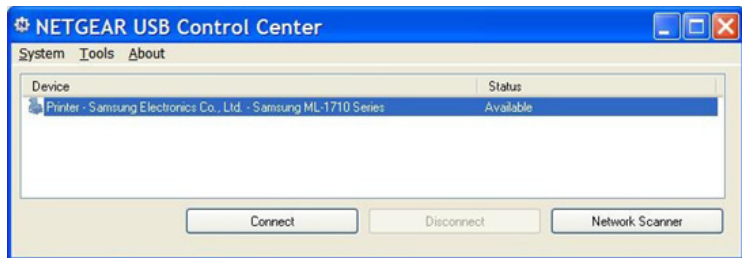 NETGEAR USB Control Center
System Tools About
Device Status
Printer - Samsung Electronics Co., Ltd. - Samsung ML-1710 Series Available
Connect Disconnect Network Scanner